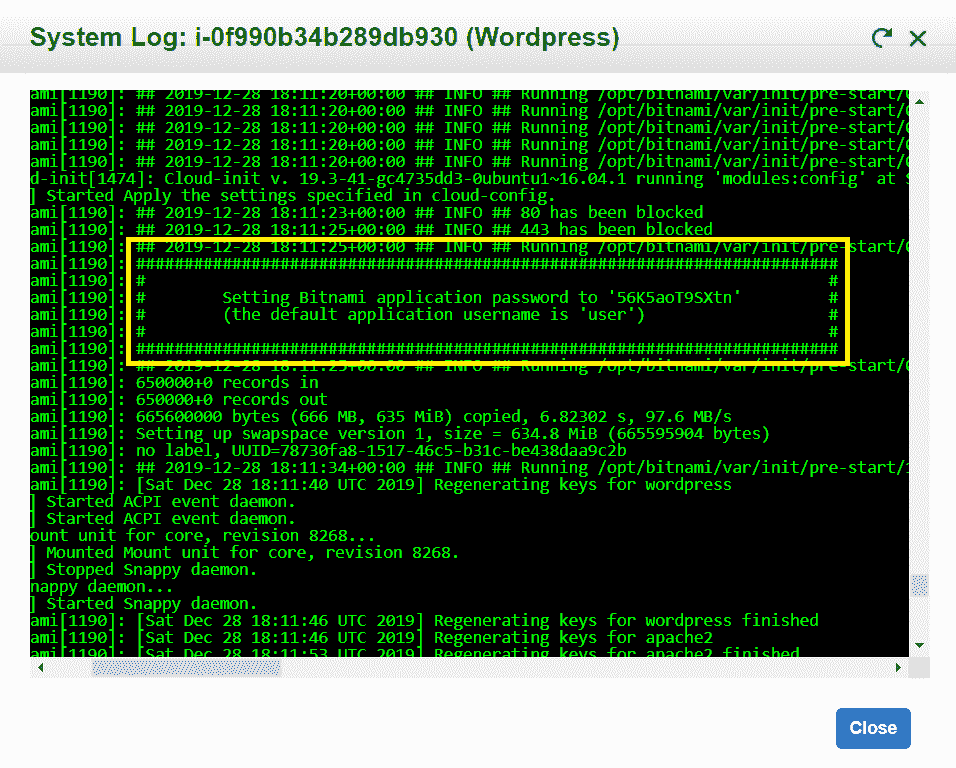 System Log: i-0f990b34b289db930 (Wordpress)
ami[1190]: ## 2019-12-28 18:11:20+00:00 ## INFO ## Running /opt/bitnami/var/init/pre-start/
ami[1190]: ## 2019-12-28 18:11:20+00:00 ## INFO ## Running /opt/bitnami/var/init/pre-start/
ami[1190]: ## 2019-12-28 18:11:20+00:00 ## INFO ## Running /opt/bitnami/var/init/pre-start/
ami[1190]: ## 2019-12-28 18:11:20+00:00 ## INFO ## Running /opt/bitnami/var/init/pre-start/
ami[1190]: ## 2019-12-28 18:11:20+00:00 ## INFO ## Running /opt/bitnami/var/init/pre-start/
d-init[1474]: Cloud-init v. 19.3-41-gc4735dd3-0ubuntu1~16.04.1 running 'modules:config' at
] Started Apply the settings specified in cloud-config.
ami[1190]: ## 2019-12-28 18:11:23+00:00 ## INFO ## 80 has been blocked
ami[1190]: ## 2019-12-28 18:11:25+00:00 ## INFO ## 443 has been blocked
ami[1190]: ## 2019-12-28 18:11:25+00:00 ## INFO ## Running /opt/bitnami/var/init/pre-start/
ami[1190]: #########################################################################
ami[1190]: # #
ami[1190]: # Setting Bitnami application password to '56K5aoT9SXtn' #
ami[1190]: # (the default application username is 'user') #
ami[1190]: # #
ami[1190]: #########################################################################
ami[1190]: ## 2019-12-28 18:11:25+00:00 ## INFO ## Running /opt/bitnami/var/init/pre-start/
ami[1190]: 650000+0 records in
ami[1190]: 650000+0 records out
ami[1190]: 665600000 bytes (666 MB, 635 MiB) copied, 6.82302 s, 97.6 MB/s
ami[1190]: Setting up swapspace version 1, size = 634.8 MiB (665595904 bytes)
ami[1190]: no label, UUID=78730fa8-1517-46c5-b31c-be438daa9c2b
ami[1190]: ## 2019-12-28 18:11:34+00:00 ## INFO ## Running /opt/bitnami/var/init/pre-start/
ami[1190]: [Sat Dec 28 18:11:40 UTC 2019] Regenerating keys for wordpress
] Started ACPI event daemon.
] Started ACPI event daemon.
ount unit for core, revision 8268...
] Mounted Mount unit for core, revision 8268.
] Stopped Snappy daemon.
nappy daemon...
] Started Snappy daemon.
ami[1190]: [Sat Dec 28 18:11:46 UTC 2019] Regenerating keys for wordpress finished
ami[1190]: [Sat Dec 28 18:11:46 UTC 2019] Regenerating keys for apache2
ami[1190]: [Sat Dec 28 18:11:53 UTC 2019] Regenerating keys for apache2 finished
Close